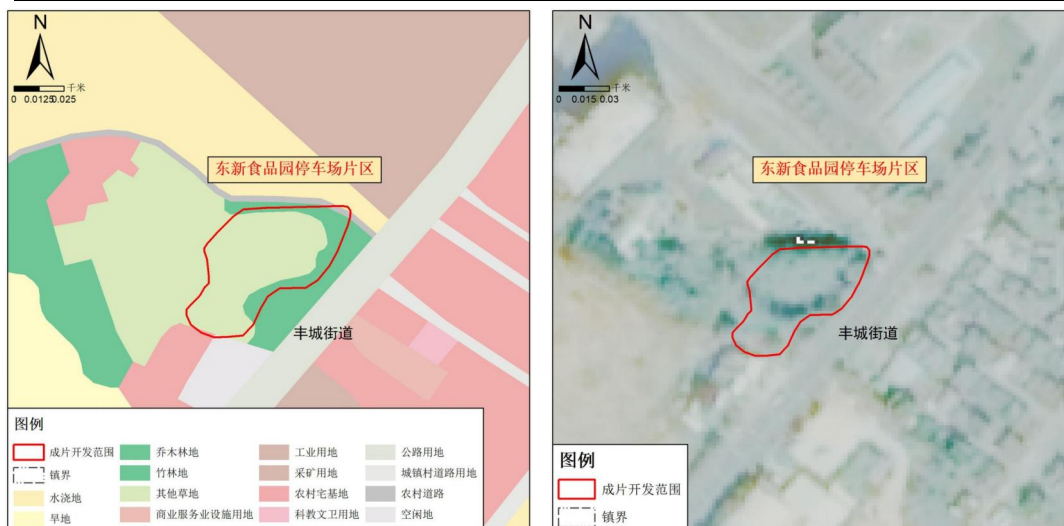 N
千米
0 0.0125 0.025
东新食品园停车场片区
丰城街道
图例
成片开发范围
镇界
水浇地
旱地
乔木林地
竹林地
其他草地
商业服务业设施用地
工业用地
采矿用地
农村宅基地
科教文卫用地
公路用地
城镇村道路用地
农村道路
空闲地
N
千米
0 0.015 0.03
东新食品园停车场片区
丰城街道
图例
成片开发范围
镇界